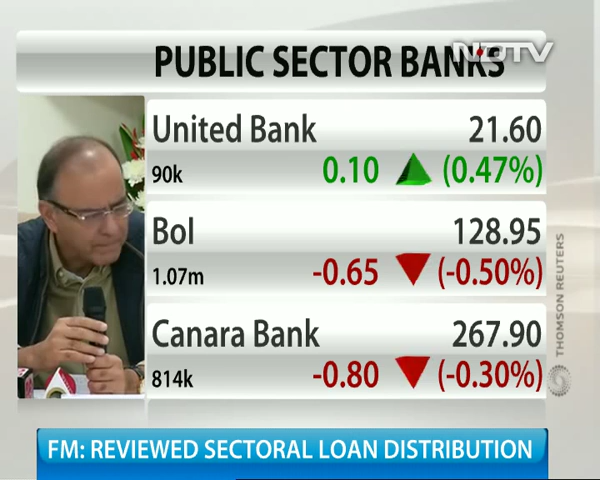 NDTV
PUBLIC SECTOR BANKS
United Bank 21.60
90k 0.10 ▲ (0.47%)
BoI 128.95
1.07m -0.65 ▼ (-0.50%)
Canara Bank 267.90
814k -0.80 ▼ (-0.30%)
THOMSON REUTERS
FM: REVIEWED SECTORAL LOAN DISTRIBUTION